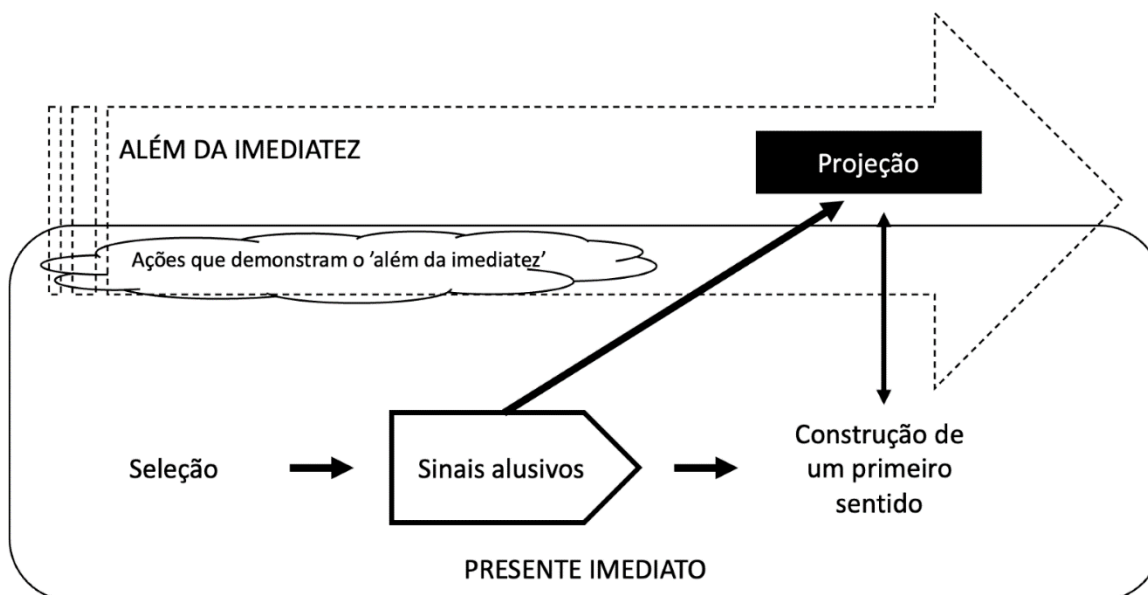 ALÉM DA IMEDIATEZ
Projeção
Ações que demonstram o ’além da imediatez’
Seleção
Sinais alusivos
Construção de
um primeiro
sentido
PRESENTE IMEDIATO